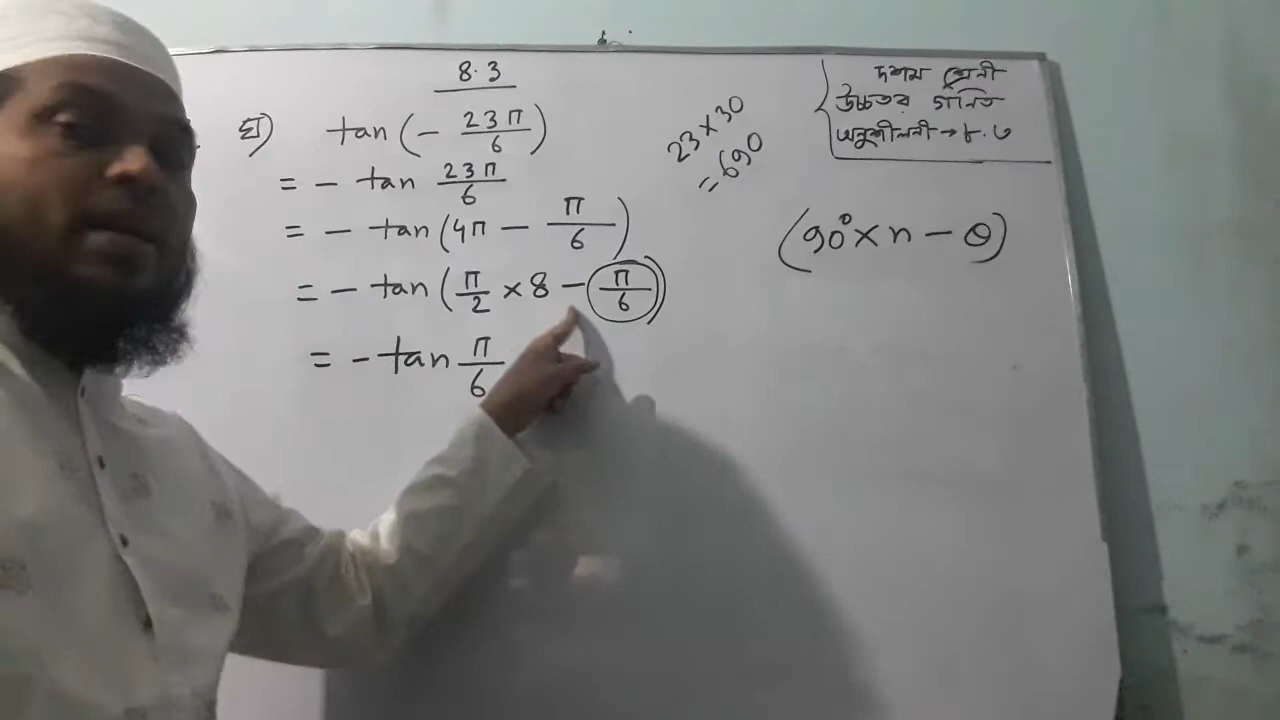 8.3
ঘ) tan(- 23π/6)
= - tan 23π/6
= - tan(4π - π/6)
= - tan(π/2 × 8 - π/6)
= - tan π/6
23×30
= 690
দশম শ্রেনী
উচ্চতর গনিত
অনুশীলনী → ৮.৩
(90° × n - θ)